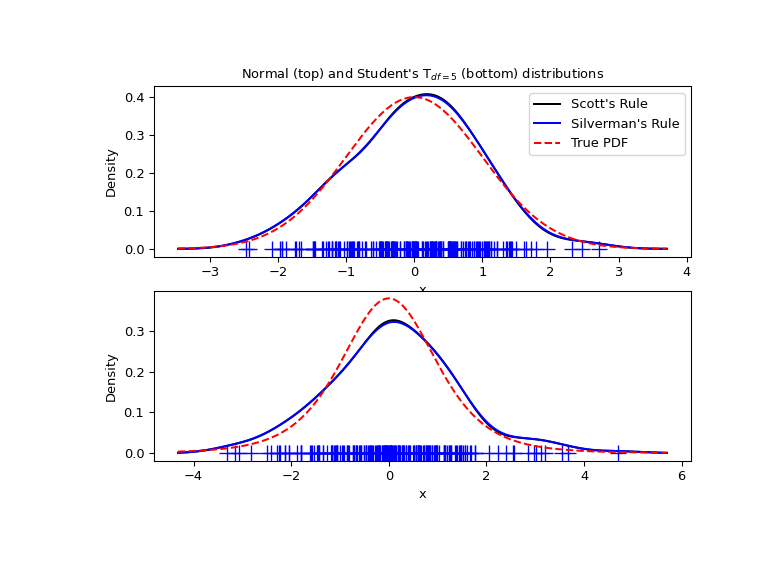 Normal (top) and Student's T df=5 (bottom) distributions
Scott's Rule
Silverman's Rule
True PDF
Density
0.4
0.3
0.2
0.1
0.0
−3 −2 −1 0 1 2 3 4
x
Density
0.3
0.2
0.1
0.0
−4 −2 0 2 4 6
x